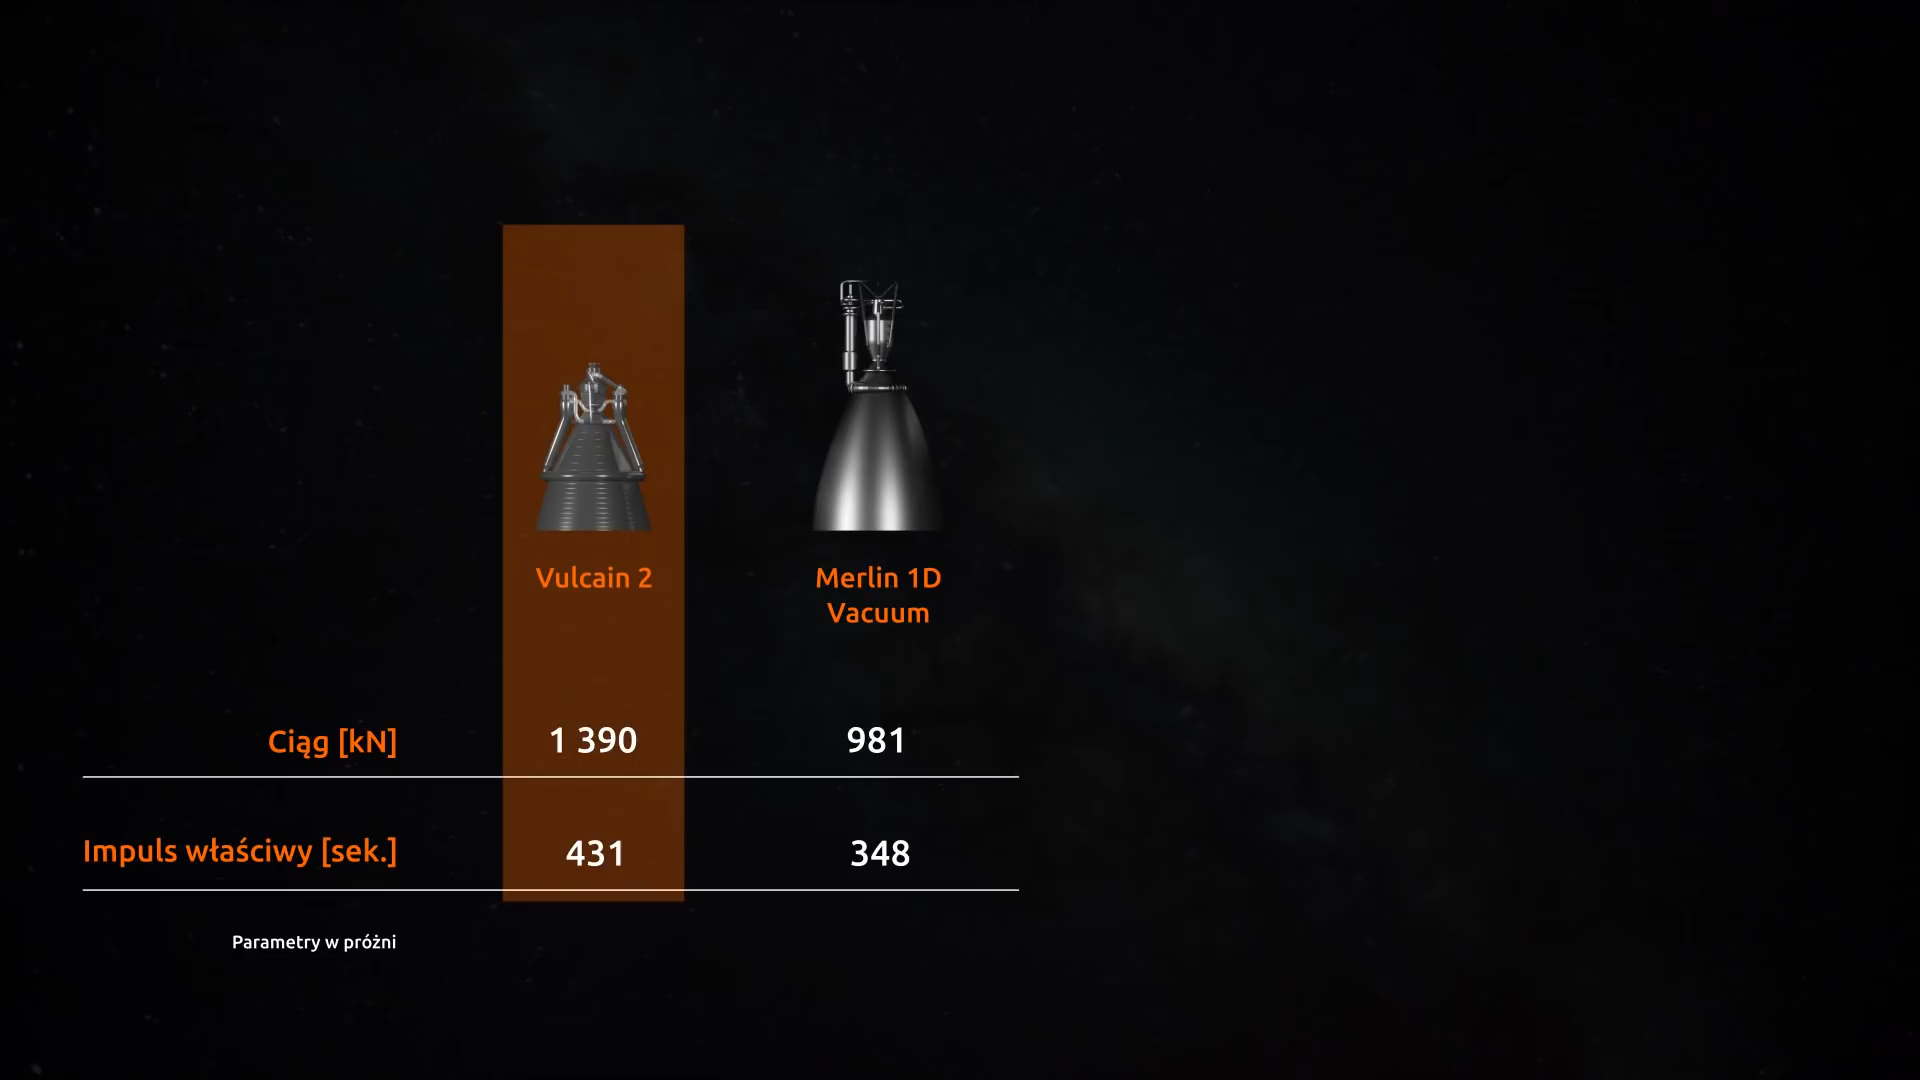 Vulcain 2
Merlin 1D
Vacuum
Ciąg [kN] 1 390 981
Impuls właściwy [sek.] 431 348
Parametry w próżni